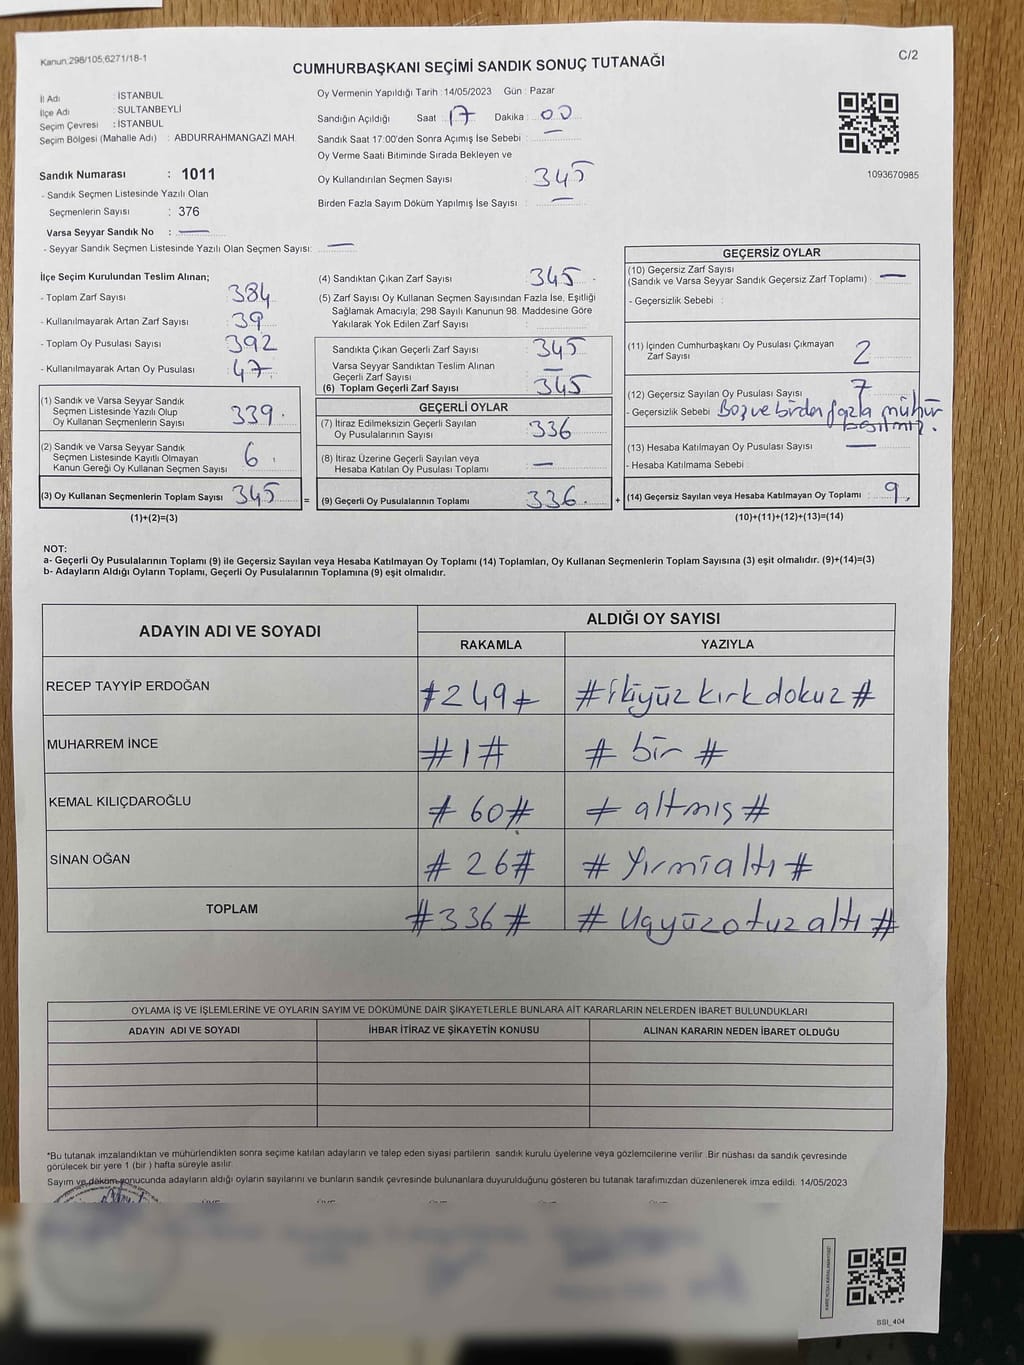 Kanun.298/105,6271/18-1
C/2
CUMHURBAŞKANI SEÇİMİ SANDIK SONUÇ TUTANAĞI
İl Adı : İSTANBUL
İlçe Adı : SULTANBEYLİ
Seçim Çevresi : İSTANBUL
Seçim Bölgesi (Mahalle Adı) : ABDURRAHMANGAZİ MAH.
Sandık Numarası : 1011
- Sandık Seçmen Listesinde Yazılı Olan
Seçmenlerin Sayısı : 376
Varsa Seyyar Sandık No : —
- Seyyar Sandık Seçmen Listesinde Yazılı Olan Seçmen Sayısı: —
Oy Vermenin Yapıldığı Tarih : 14/05/2023 Gün : Pazar
Sandığın Açıldığı Saat : 17 Dakika : 00
Sandık Saat 17:00'den Sonra Açımış İse Sebebi : —
Oy Verme Saati Bitiminde Sırada Bekleyen ve
Oy Kullandırılan Seçmen Sayısı : 345
Birden Fazla Sayım Döküm Yapılmış İse Sayısı : —
1093670985
İlçe Seçim Kurulundan Teslim Alınan;
- Toplam Zarf Sayısı : 384
- Kullanılmayarak Artan Zarf Sayısı : 39
- Toplam Oy Pusulası Sayısı : 392
- Kullanılmayarak Artan Oy Pusulası : 47
(1) Sandık ve Varsa Seyyar Sandık
Seçmen Listesinde Yazılı Olup
Oy Kullanan Seçmenlerin Sayısı : 339
(2) Sandık ve Varsa Seyyar Sandık
Seçmen Listesinde Kayıtlı Olmayan
Kanun Gereği Oy Kullanan Seçmen Sayısı : 6
(3) Oy Kullanan Seçmenlerin Toplam Sayısı : 345 =
(1)+(2)=(3)
(4) Sandıktan Çıkan Zarf Sayısı : 345
(5) Zarf Sayısı Oy Kullanan Seçmen Sayısından Fazla İse, Eşitliği
Sağlamak Amacıyla; 298 Sayılı Kanunun 98. Maddesine Göre
Yakılarak Yok Edilen Zarf Sayısı :
Sandıkta Çıkan Geçerli Zarf Sayısı : 345
Varsa Seyyar Sandıktan Teslim Alınan
Geçerli Zarf Sayısı : —
(6) Toplam Geçerli Zarf Sayısı : 345
GEÇERLİ OYLAR
(7) İtiraz Edilmeksizin Geçerli Sayılan
Oy Pusulalarının Sayısı : 336
(8) İtiraz Üzerine Geçerli Sayılan veya
Hesaba Katılan Oy Pusulası Toplamı : —
(9) Geçerli Oy Pusulalarının Toplamı : 336 +
GEÇERSİZ OYLAR
(10) Geçersiz Zarf Sayısı
(Sandık ve Varsa Seyyar Sandık Geçersiz Zarf Toplamı) : —
- Geçersizlik Sebebi :
(11) İçinden Cumhurbaşkanı Oy Pusulası Çıkmayan
Zarf Sayısı : 2
(12) Geçersiz Sayılan Oy Pusulası Sayısı : 7
- Geçersizlik Sebebi : Boş ve birden fazla mühür
basılmış.
(13) Hesaba Katılmayan Oy Pusulası Sayısı : —
- Hesaba Katılmama Sebebi :
(14) Geçersiz Sayılan veya Hesaba Katılmayan Oy Toplamı : 9
(10)+(11)+(12)+(13)=(14)
NOT:
a- Geçerli Oy Pusulalarının Toplamı (9) ile Geçersiz Sayılan veya Hesaba Katılmayan Oy Toplamı (14) Toplamları, Oy Kullanan Seçmenlerin Toplam Sayısına (3) eşit olmalıdır. (9)+(14)=(3)
b- Adayların Aldığı Oyların Toplamı, Geçerli Oy Pusulalarının Toplamına (9) eşit olmalıdır.
ADAYIN ADI VE SOYADI
ALDIĞI OY SAYISI
RAKAMLA YAZIYLA
RECEP TAYYİP ERDOĞAN #249# #ikiyüzkırkdokuz#
MUHARREM İNCE #1# #bir#
KEMAL KILIÇDAROĞLU #60# #altmış#
SİNAN OĞAN #26# #Yirmialtı#
TOPLAM #336# #Üçyüzotuzaltı#
OYLAMA İŞ VE İŞLEMLERİNE VE OYLARIN SAYIM VE DÖKÜMÜNE DAİR ŞİKAYETLERLE BUNLARA AİT KARARLARIN NELERDEN İBARET BULUNDUKLARI
ADAYIN ADI VE SOYADI İHBAR İTİRAZ VE ŞİKAYETİN KONUSU ALINAN KARARIN NEDEN İBARET OLDUĞU
*Bu tutanak imzalandıktan ve mühürlendikten sonra seçime katılan adayların ve talep eden siyasi partilerin sandık kurulu üyelerine veya gözlemcilerine verilir .Bir nüshası da sandık çevresinde
görülecek bir yere 1 (bir ) hafta süreyle asılır.
Sayım ve döküm sonucunda adayların aldığı oyların sayılarını ve bunların sandık çevresinde bulunanlara duyurulduğunu gösteren bu tutanak tarafımızdan düzenlenerek imza edildi. 14/05/2023
BSI_404